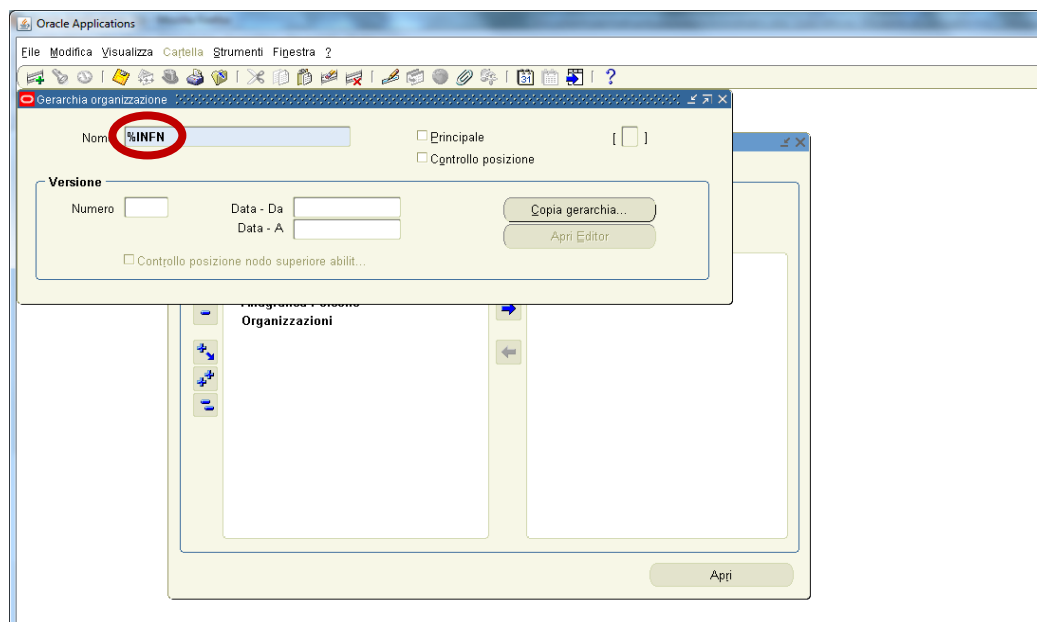 Oracle Applications
File Modifica Visualizza Cartella Strumenti Finestra ?
31
?
Gerarchia organizzazione
%INFN
Principale [ ]
Controllo posizione
Versione
Numero Data - Da Copia gerarchia...
Data - A Apri Editor
Controllo posizione nodo superiore abilit...
Organizzazioni
Apri